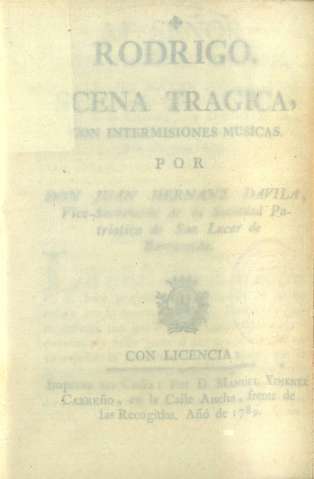 RODRIGO.
SCENA TRAGICA,
CON INTERMISIONES MUSICAS.
POR
DON JUAN HERNANZ DAVILA,
Vice-Secretario de la Sociedad Pa-
triotica de San Lucar de
Barrameda.
CON LICENCIA:
Impreso en Cadiz: Por D. MANUEL XIMENEZ
CARREÑO, en la Calle Ancha, frente de
las Recogidas. Año de 1789.